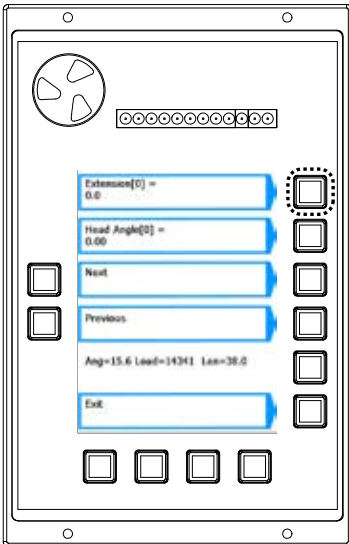 Extension[0] =
0.0
Head Angle[0] =
0.00
Next
Previous
Ang=15.6 Load=14341 Len=38.0
Exit